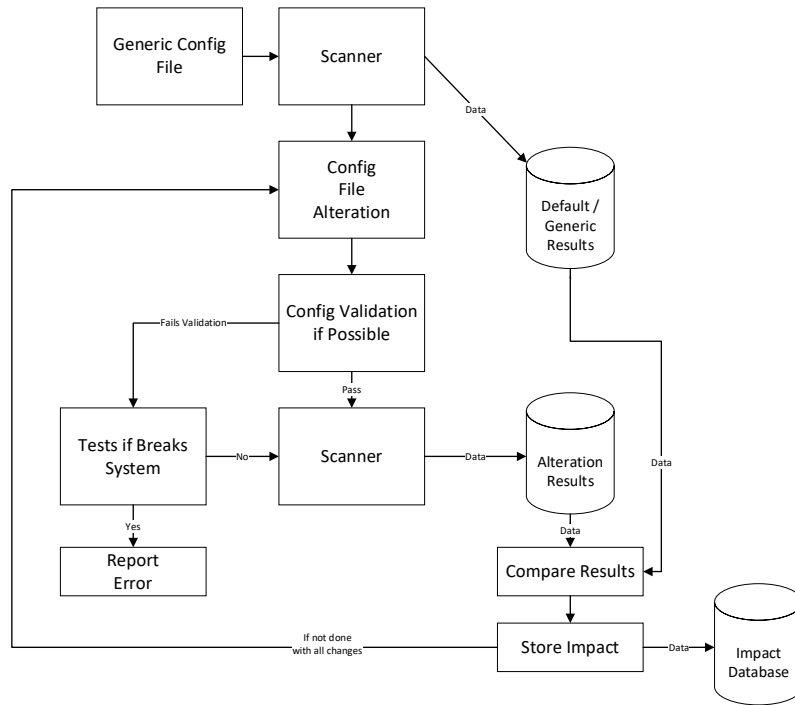 Generic Config
File
Scanner
Data
Config
File
Alteration
Default /
Generic
Results
Config Validation
if Possible
Fails Validation
Pass
Tests if Breaks
System
No
Scanner
Data
Alteration
Results
Data
Yes
Data
Report
Error
Compare Results
If not done
with all changes
Store Impact
Data
Impact
Database